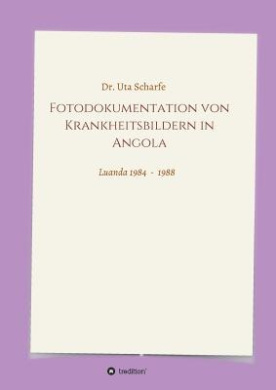 Dr. Uta Scharfe
Fotodokumentation von
Krankheitsbildern in
Angola
Luanda 1984 - 1988
tredition®